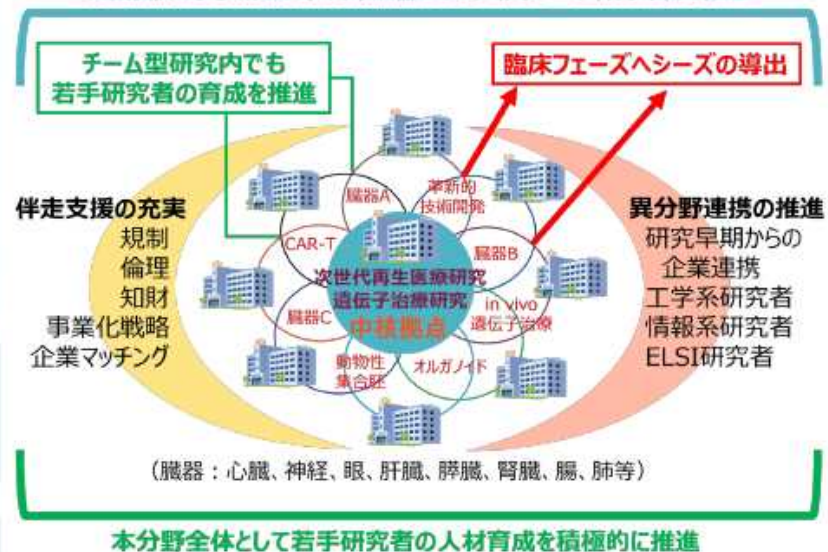 チーム型研究内でも
若手研究者の育成を推進
臨床フェーズへシーズの導出
伴走支援の充実
規制
倫理
知財
事業化戦略
企業マッチング
臓器A
革新的
技術開発
CAR-T
臓器B
次世代再生医療研究
遺伝子治療研究
中核拠点
臓器C
in vivo
遺伝子治療
動物性
集合胚
オルガノイド
異分野連携の推進
研究早期からの
企業連携
工学系研究者
情報系研究者
ELSI研究者
(臓器:心臓、神経、眼、肝臓、膵臓、腎臓、腸、肺等)
本分野全体として若手研究者の人材育成を積極的に推進